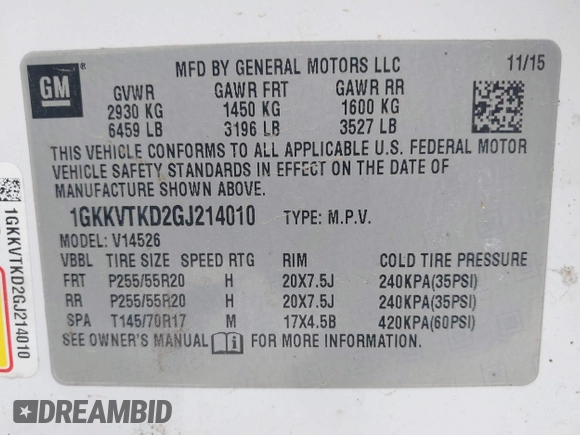 GM
®
MFD BY GENERAL MOTORS LLC
11/15
GVWR GAWR FRT GAWR RR
2930 KG 1450 KG 1600 KG
6459 LB 3196 LB 3527 LB
THIS VEHICLE CONFORMS TO ALL APPLICABLE U.S. FEDERAL MOTOR
VEHICLE SAFETY STANDARDS IN EFFECT ON THE DATE OF
MANUFACTURE SHOWN ABOVE.
1GKKVTKD2GJ214010 TYPE: M.P.V.
MODEL: V14526
VBBL TIRE SIZE SPEED RTG RIM COLD TIRE PRESSURE
FRT P255/55R20 H 20X7.5J 240KPA(35PSI)
RR P255/55R20 H 20X7.5J 240KPA(35PSI)
SPA T145/70R17 M 17X4.5B 420KPA(60PSI)
SEE OWNER'S MANUAL FOR MORE INFORMATION.
1GKKVTKD2GJ214010
DREAMBID